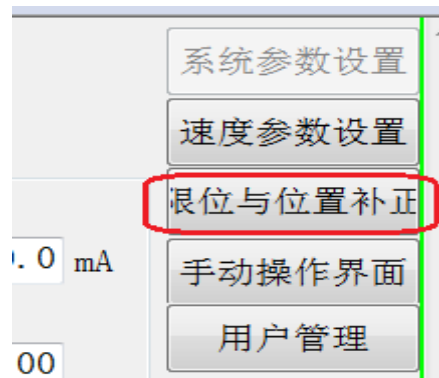 系统参数设置
速度参数设置
限位与位置补正
.0 mA
手动操作界面
用户管理
00